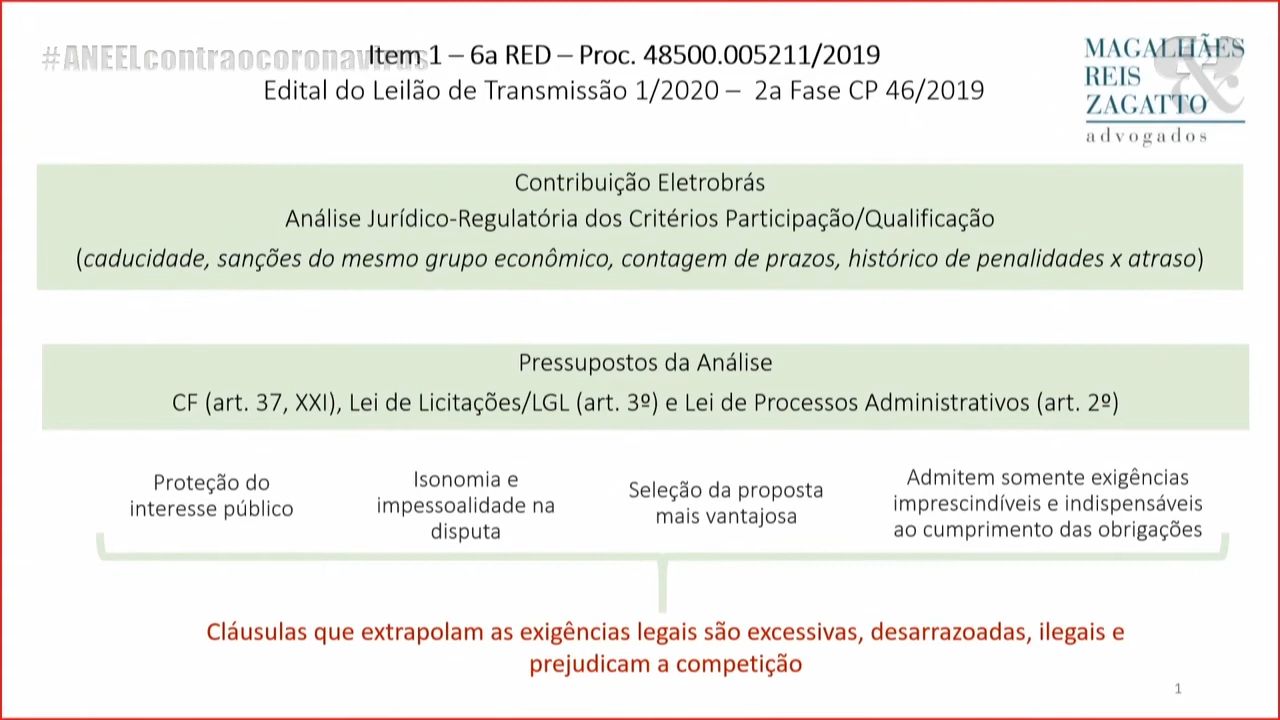 #ANEELcontraocoronavirus
Item 1 – 6a RED – Proc. 48500.005211/2019
Edital do Leilão de Transmissão 1/2020 – 2a Fase CP 46/2019
MAGALHÃES
REIS
ZAGATTO
advogados
&
Contribuição Eletrobrás
Análise Jurídico-Regulatória dos Critérios Participação/Qualificação
(caducidade, sanções do mesmo grupo econômico, contagem de prazos, histórico de penalidades x atraso)
Pressupostos da Análise
CF (art. 37, XXI), Lei de Licitações/LGL (art. 3º) e Lei de Processos Administrativos (art. 2º)
Proteção do
interesse público
Isonomia e
impessoalidade na
disputa
Seleção da proposta
mais vantajosa
Admitem somente exigências
imprescindíveis e indispensáveis
ao cumprimento das obrigações
Cláusulas que extrapolam as exigências legais são excessivas, desarrazoadas, ilegais e
prejudicam a competição
1